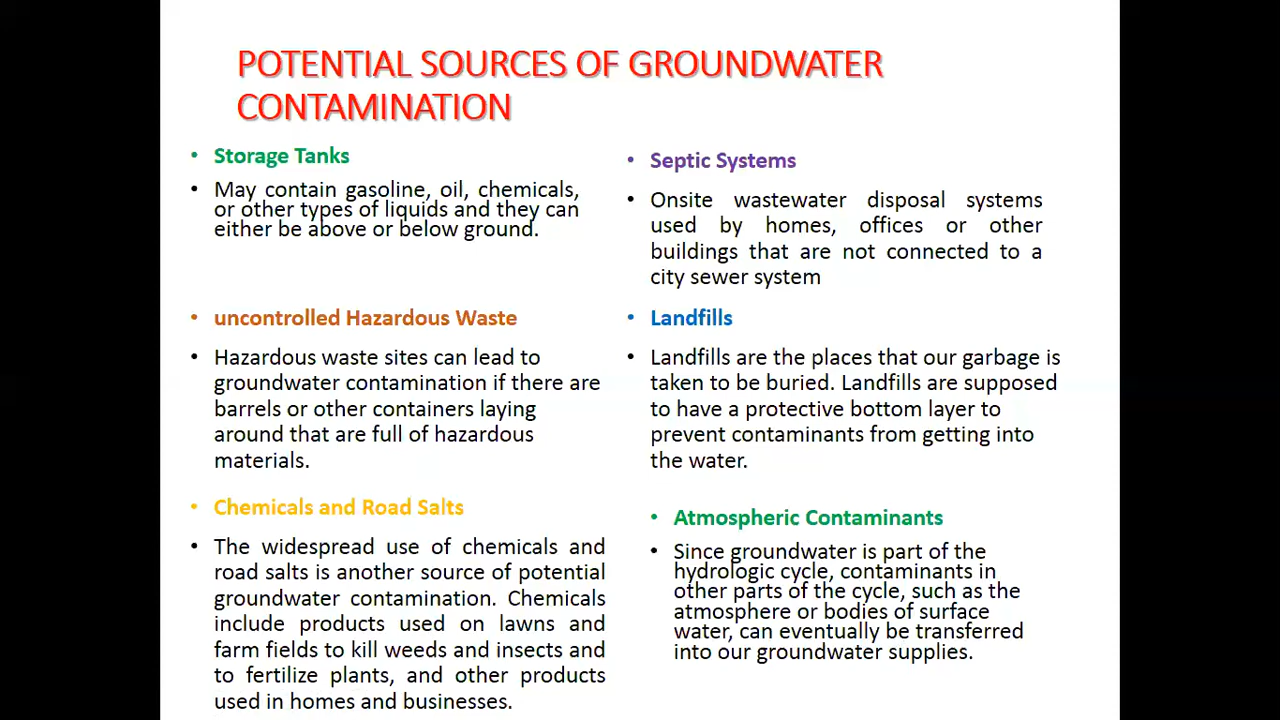 POTENTIAL SOURCES OF GROUNDWATER
CONTAMINATION
• Storage Tanks
• May contain gasoline, oil, chemicals,
or other types of liquids and they can
either be above or below ground.
• uncontrolled Hazardous Waste
• Hazardous waste sites can lead to
groundwater contamination if there are
barrels or other containers laying
around that are full of hazardous
materials.
• Chemicals and Road Salts
• The widespread use of chemicals and
road salts is another source of potential
groundwater contamination. Chemicals
include products used on lawns and
farm fields to kill weeds and insects and
to fertilize plants, and other products
used in homes and businesses.
• Septic Systems
• Onsite wastewater disposal systems
used by homes, offices or other
buildings that are not connected to a
city sewer system
• Landfills
• Landfills are the places that our garbage is
taken to be buried. Landfills are supposed
to have a protective bottom layer to
prevent contaminants from getting into
the water.
• Atmospheric Contaminants
• Since groundwater is part of the
hydrologic cycle, contaminants in
other parts of the cycle, such as the
atmosphere or bodies of surface
water, can eventually be transferred
into our groundwater supplies.